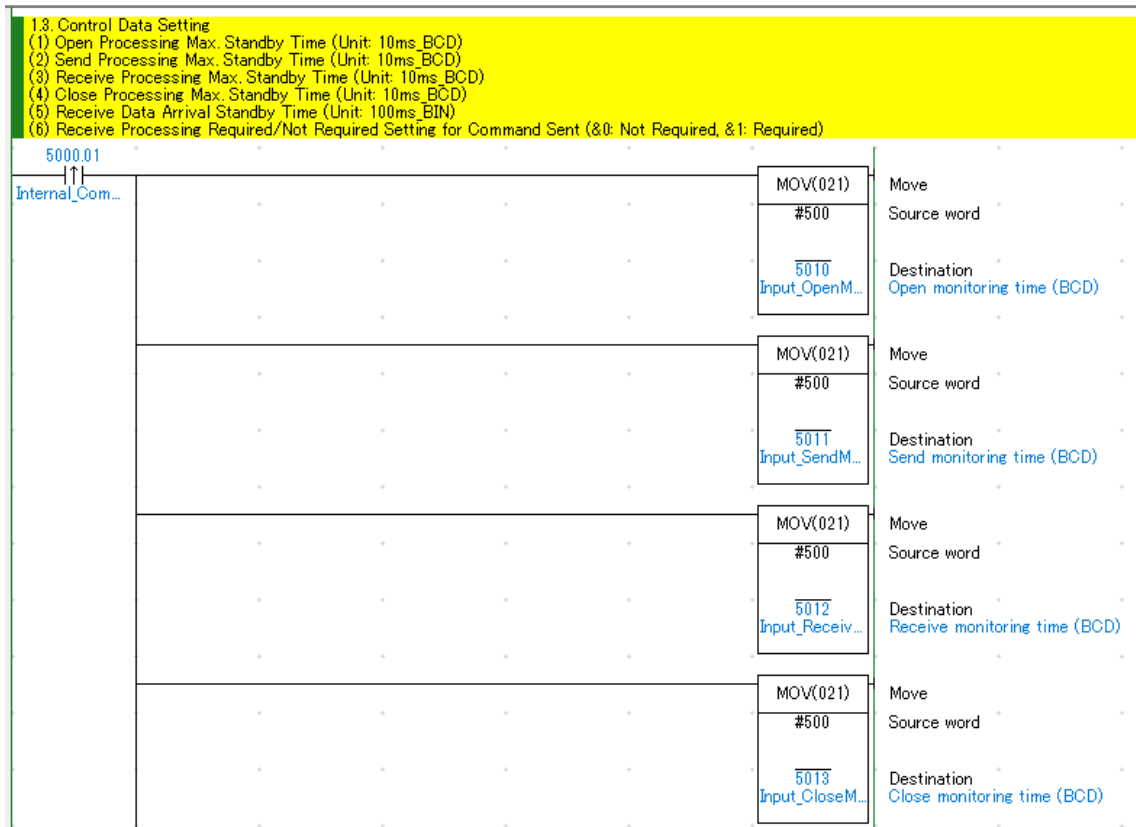 1.3. Control Data Setting
(1) Open Processing Max. Standby Time (Unit: 10ms_BCD)
(2) Send Processing Max. Standby Time (Unit: 10ms_BCD)
(3) Receive Processing Max. Standby Time (Unit: 10ms_BCD)
(4) Close Processing Max. Standby Time (Unit: 10ms_BCD)
(5) Receive Data Arrival Standby Time (Unit: 100ms_BIN)
(6) Receive Processing Required/Not Required Setting for Command Sent (&0: Not Required, &1: Required)
5000.01
Internal_Com...
MOV(021) Move
#500 Source word
5010 Destination
Input_OpenM... Open monitoring time (BCD)
MOV(021) Move
#500 Source word
5011 Destination
Input_SendM... Send monitoring time (BCD)
MOV(021) Move
#500 Source word
5012 Destination
Input_Receiv... Receive monitoring time (BCD)
MOV(021) Move
#500 Source word
5013 Destination
Input_CloseM... Close monitoring time (BCD)